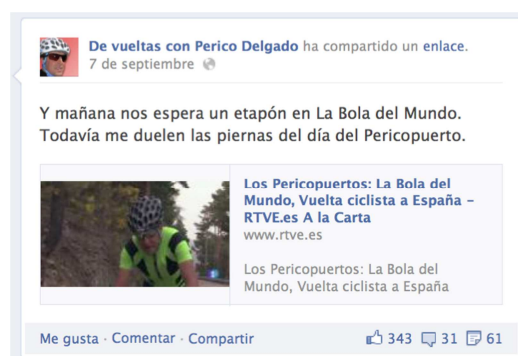 De vueltas con Perico Delgado ha compartido un enlace.
7 de septiembre
Y mañana nos espera un etapón en La Bola del Mundo.
Todavía me duelen las piernas del día del Pericopuerto.
Los Pericopuertos: La Bola del
Mundo, Vuelta ciclista a España –
RTVE.es A la Carta
www.rtve.es
Los Pericopuertos: La Bola del
Mundo, Vuelta ciclista a España
Me gusta · Comentar · Compartir 343 31 61